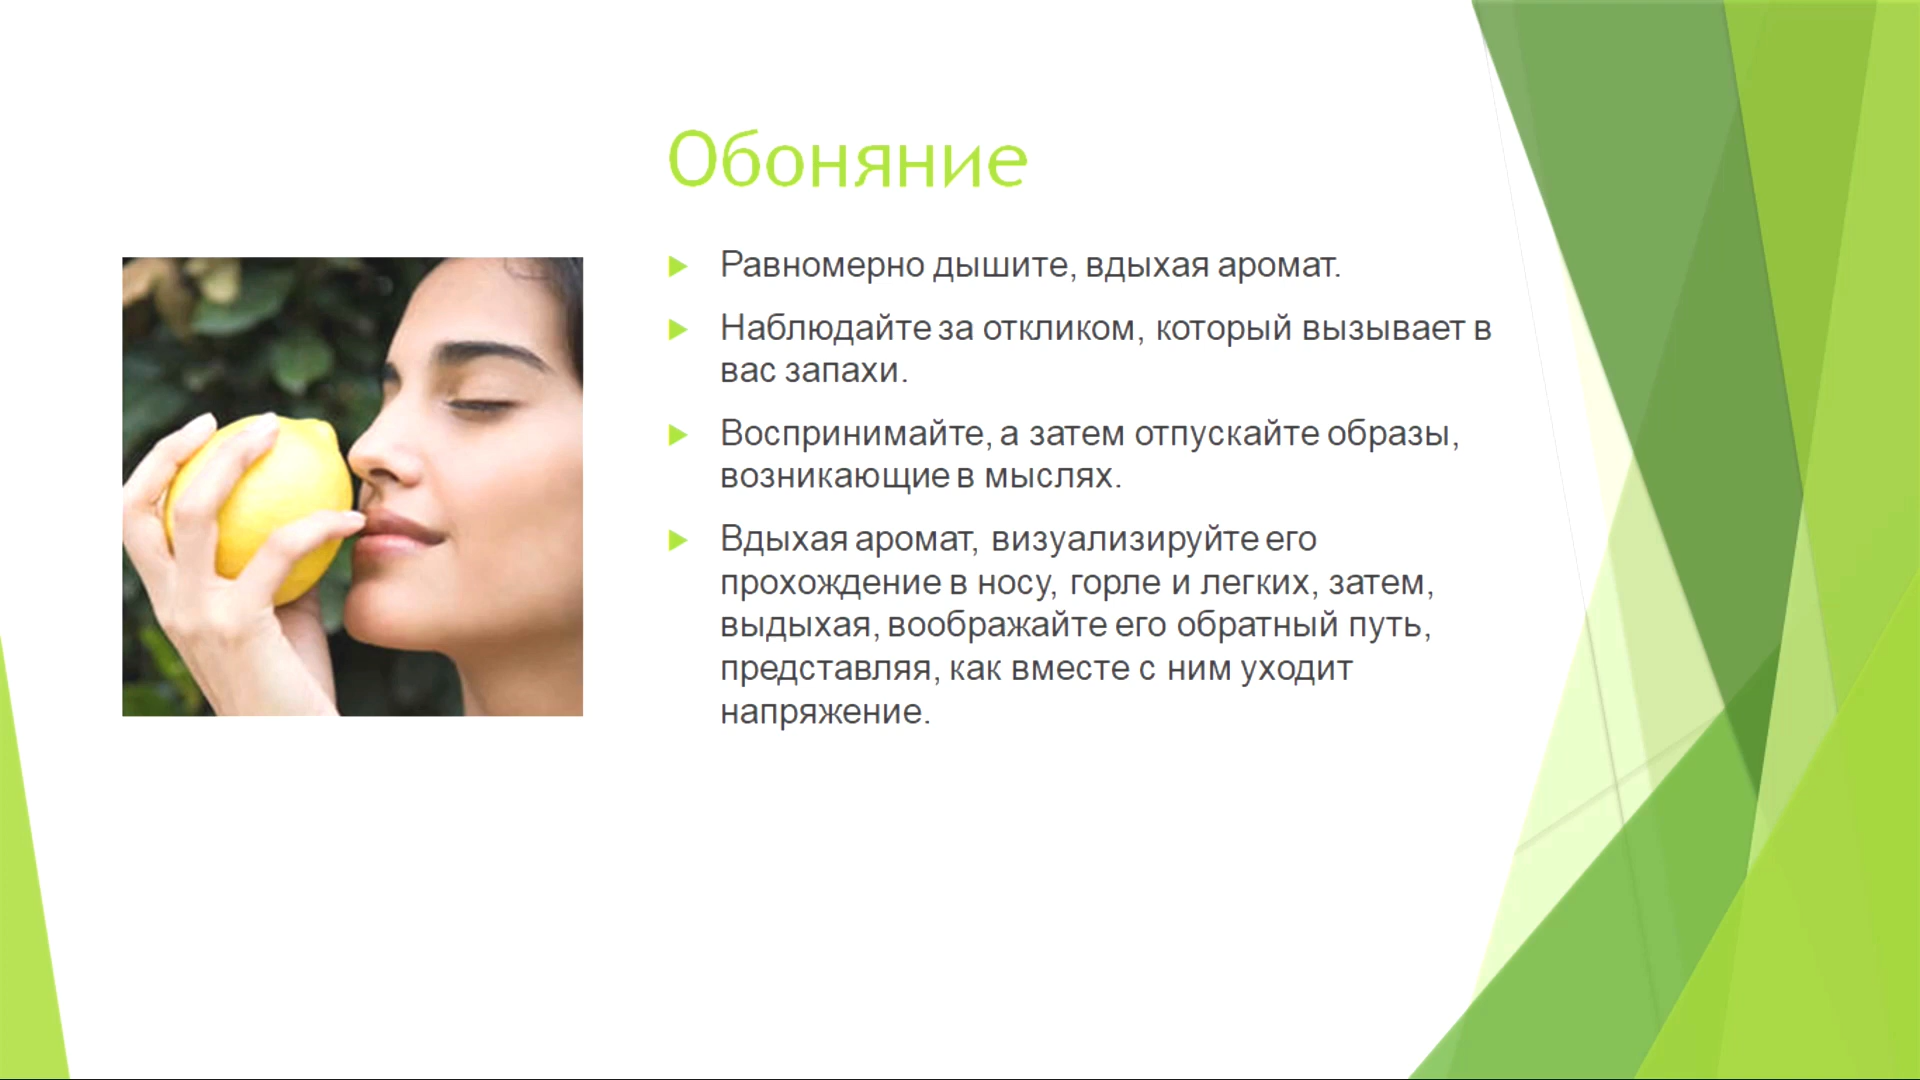 Обоняние
Равномерно дышите, вдыхая аромат.
Наблюдайте за откликом, который вызывает в
вас запахи.
Воспринимайте, а затем отпускайте образы,
возникающие в мыслях.
Вдыхая аромат, визуализируйте его
прохождение в носу, горле и легких, затем,
выдыхая, воображайте его обратный путь,
представляя, как вместе с ним уходит
напряжение.